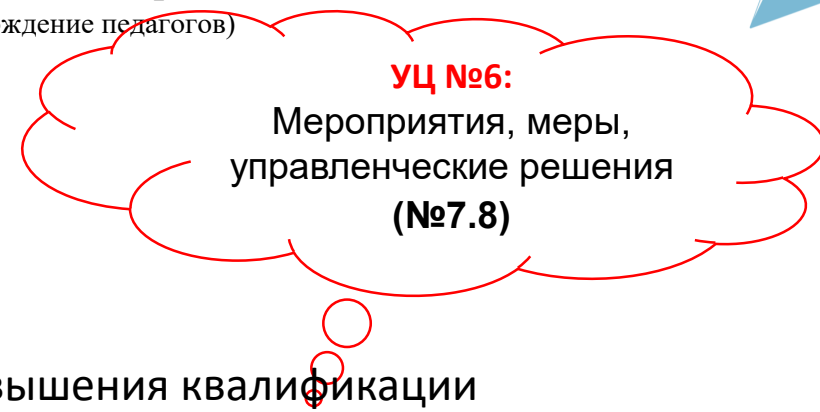 ждение педагогов)
УЦ №6:
Мероприятия, меры,
управленческие решения
(№7.8)
вышения квалификации